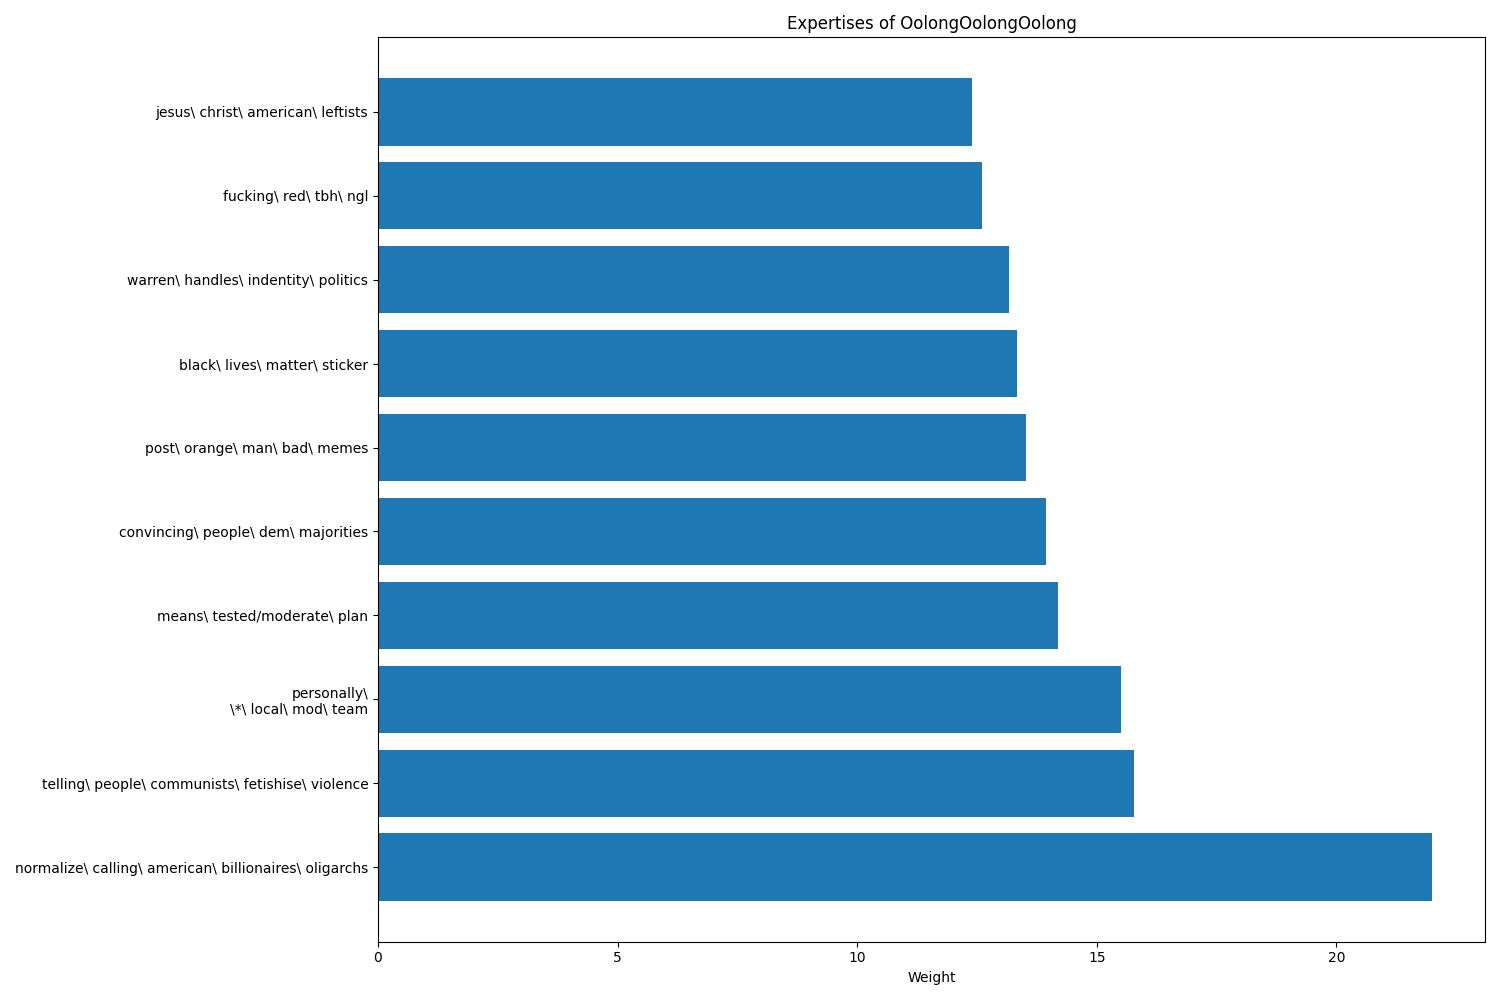 Expertises of OolongOolongOolong
jesus\ christ\ american\ leftists
fucking\ red\ tbh\ ngl
warren\ handles\ indentity\ politics
black\ lives\ matter\ sticker
post\ orange\ man\ bad\ memes
convincing\ people\ dem\ majorities
means\ tested/moderate\ plan
personally\
\*\ local\ mod\ team
telling\ people\ communists\ fetishise\ violence
normalize\ calling\ american\ billionaires\ oligarchs
0 5 10 15 20
Weight